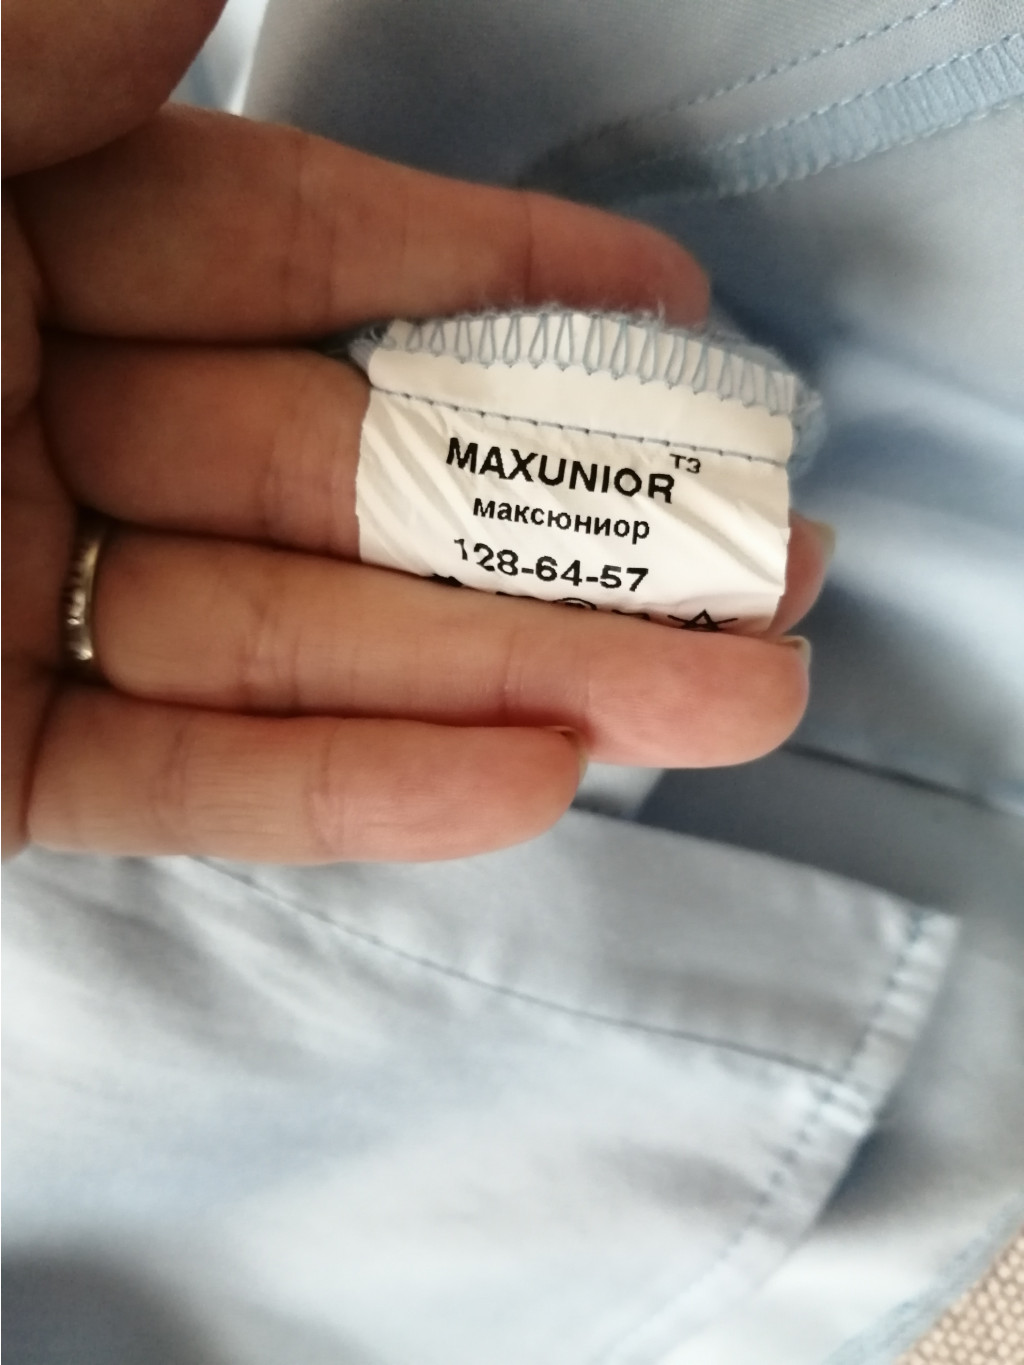 MAXUNIOR ТЗ
максюниор
128-64-57